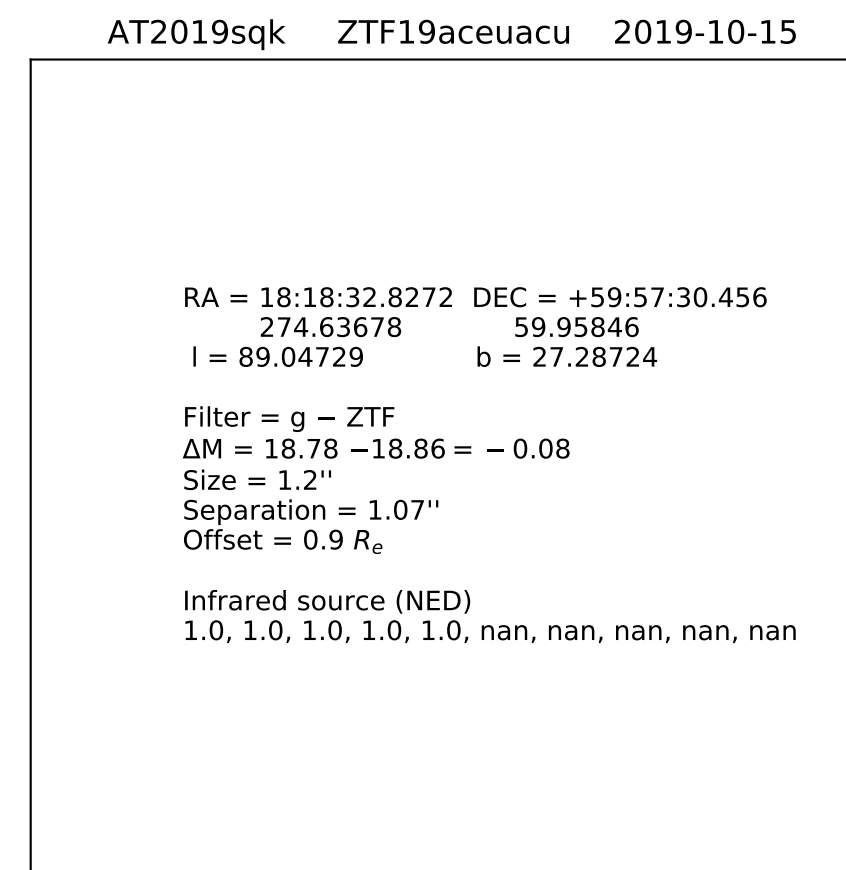 AT2019sqk ZTF19aceuacu 2019-10-15
RA = 18:18:32.8272 DEC = +59:57:30.456
274.63678 59.95846
l = 89.04729 b = 27.28724
Filter = g − ZTF
ΔM = 18.78 −18.86 = − 0.08
Size = 1.2''
Separation = 1.07''
Offset = 0.9 Re
Infrared source (NED)
1.0, 1.0, 1.0, 1.0, 1.0, nan, nan, nan, nan, nan